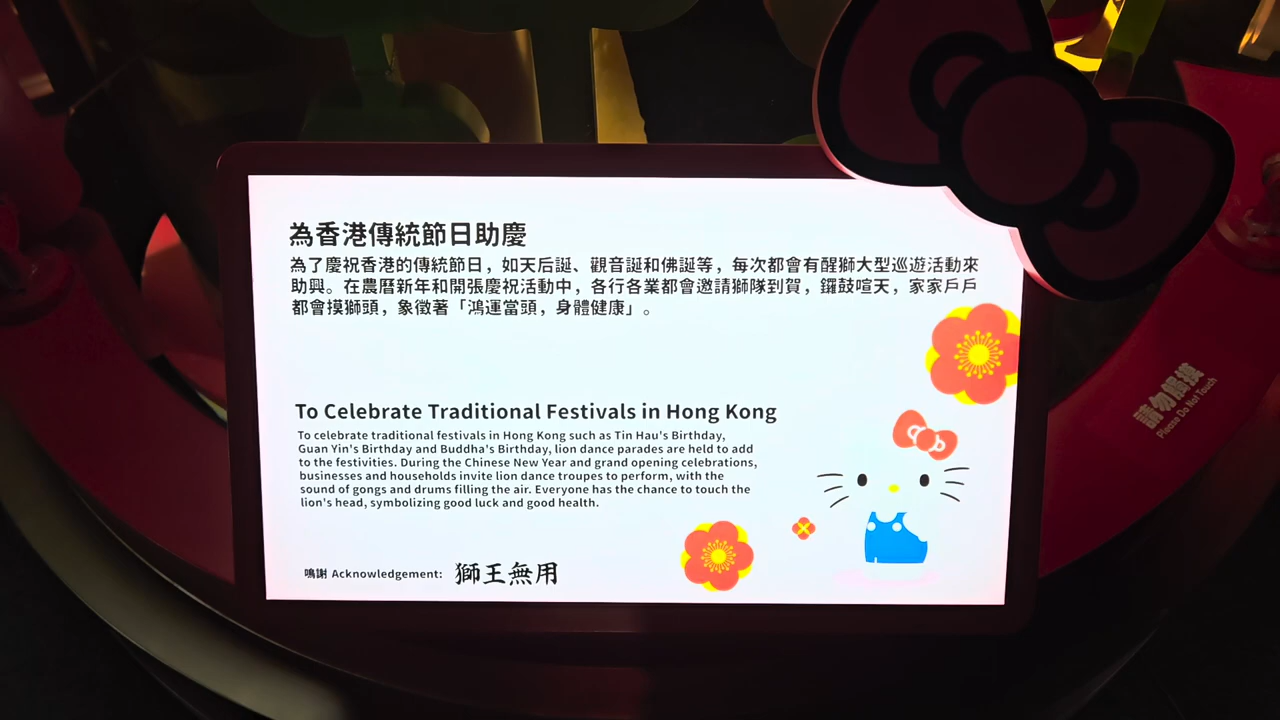 為香港傳統節日助慶
為了慶祝香港的傳統節日，如天后誕、觀音誕和佛誕等，每次都會有醒獅大型巡遊活動來
助興。在農曆新年和開張慶祝活動中，各行各業都會邀請獅隊到賀，鑼鼓喧天，家家戶戶
都會摸獅頭，象徵著「鴻運當頭，身體健康」。
To Celebrate Traditional Festivals in Hong Kong
To celebrate traditional festivals in Hong Kong such as Tin Hau's Birthday,
Guan Yin's Birthday and Buddha's Birthday, lion dance parades are held to add
to the festivities. During the Chinese New Year and grand opening celebrations,
businesses and households invite lion dance troupes to perform, with the
sound of gongs and drums filling the air. Everyone has the chance to touch the
lion's head, symbolizing good luck and good health.
鳴謝 Acknowledgement: 獅王無用
請勿觸摸
Please Do Not Touch